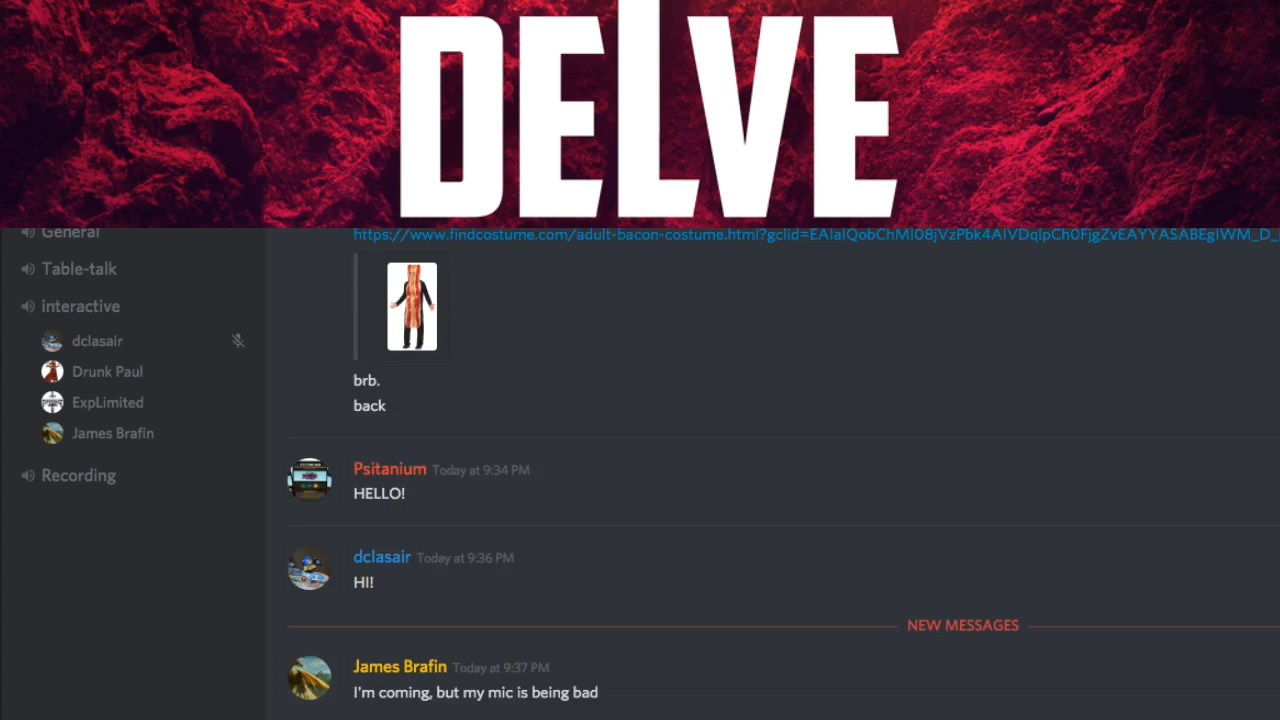 DELVE
General
Table-talk
interactive
dclasair
Drunk Paul
ExpLimited
James Brafin
Recording
https://www.findcostume.com/adult-bacon-costume.html?gclid=EAIaIQobChMI08jVzPbk4AIVDqlpCh0FjgZvEAYYASABEgIWM_D_
brb.
back
Psitanium Today at 9:34 PM
HELLO!
dclasair Today at 9:36 PM
HI!
NEW MESSAGES
James Brafin Today at 9:37 PM
I'm coming, but my mic is being bad